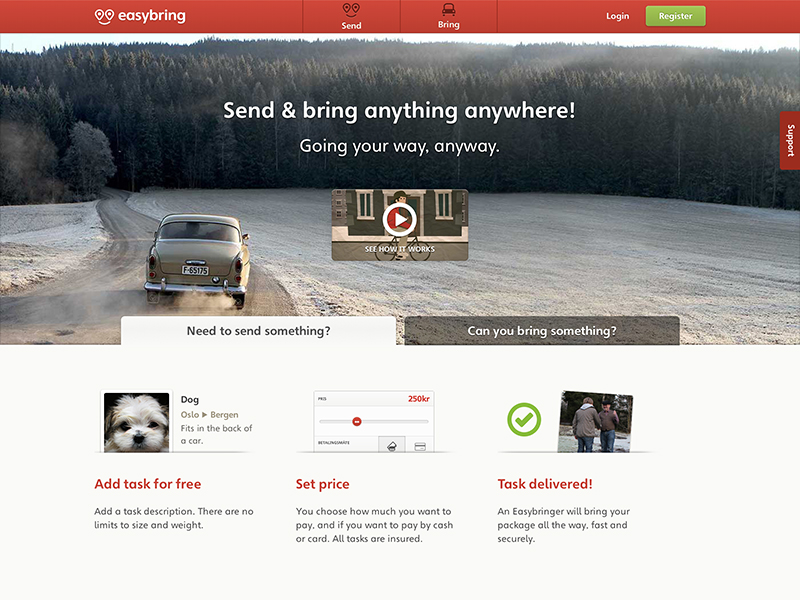 easybring
Send
Bring
Login
Register
Send & bring anything anywhere!
Going your way, anyway.
Support
SEE HOW IT WORKS
F-65175
Need to send something?
Can you bring something?
Dog
Oslo ▶ Bergen
Fits in the back of
a car.
PRIS
250kr
BETALINGSMÅTE
Add task for free
Add a task description. There are no
limits to size and weight.
Set price
You choose how much you want to
pay, and if you want to pay by cash
or card. All tasks are insured.
Task delivered!
An Easybringer will bring your
package all the way, fast and
securely.